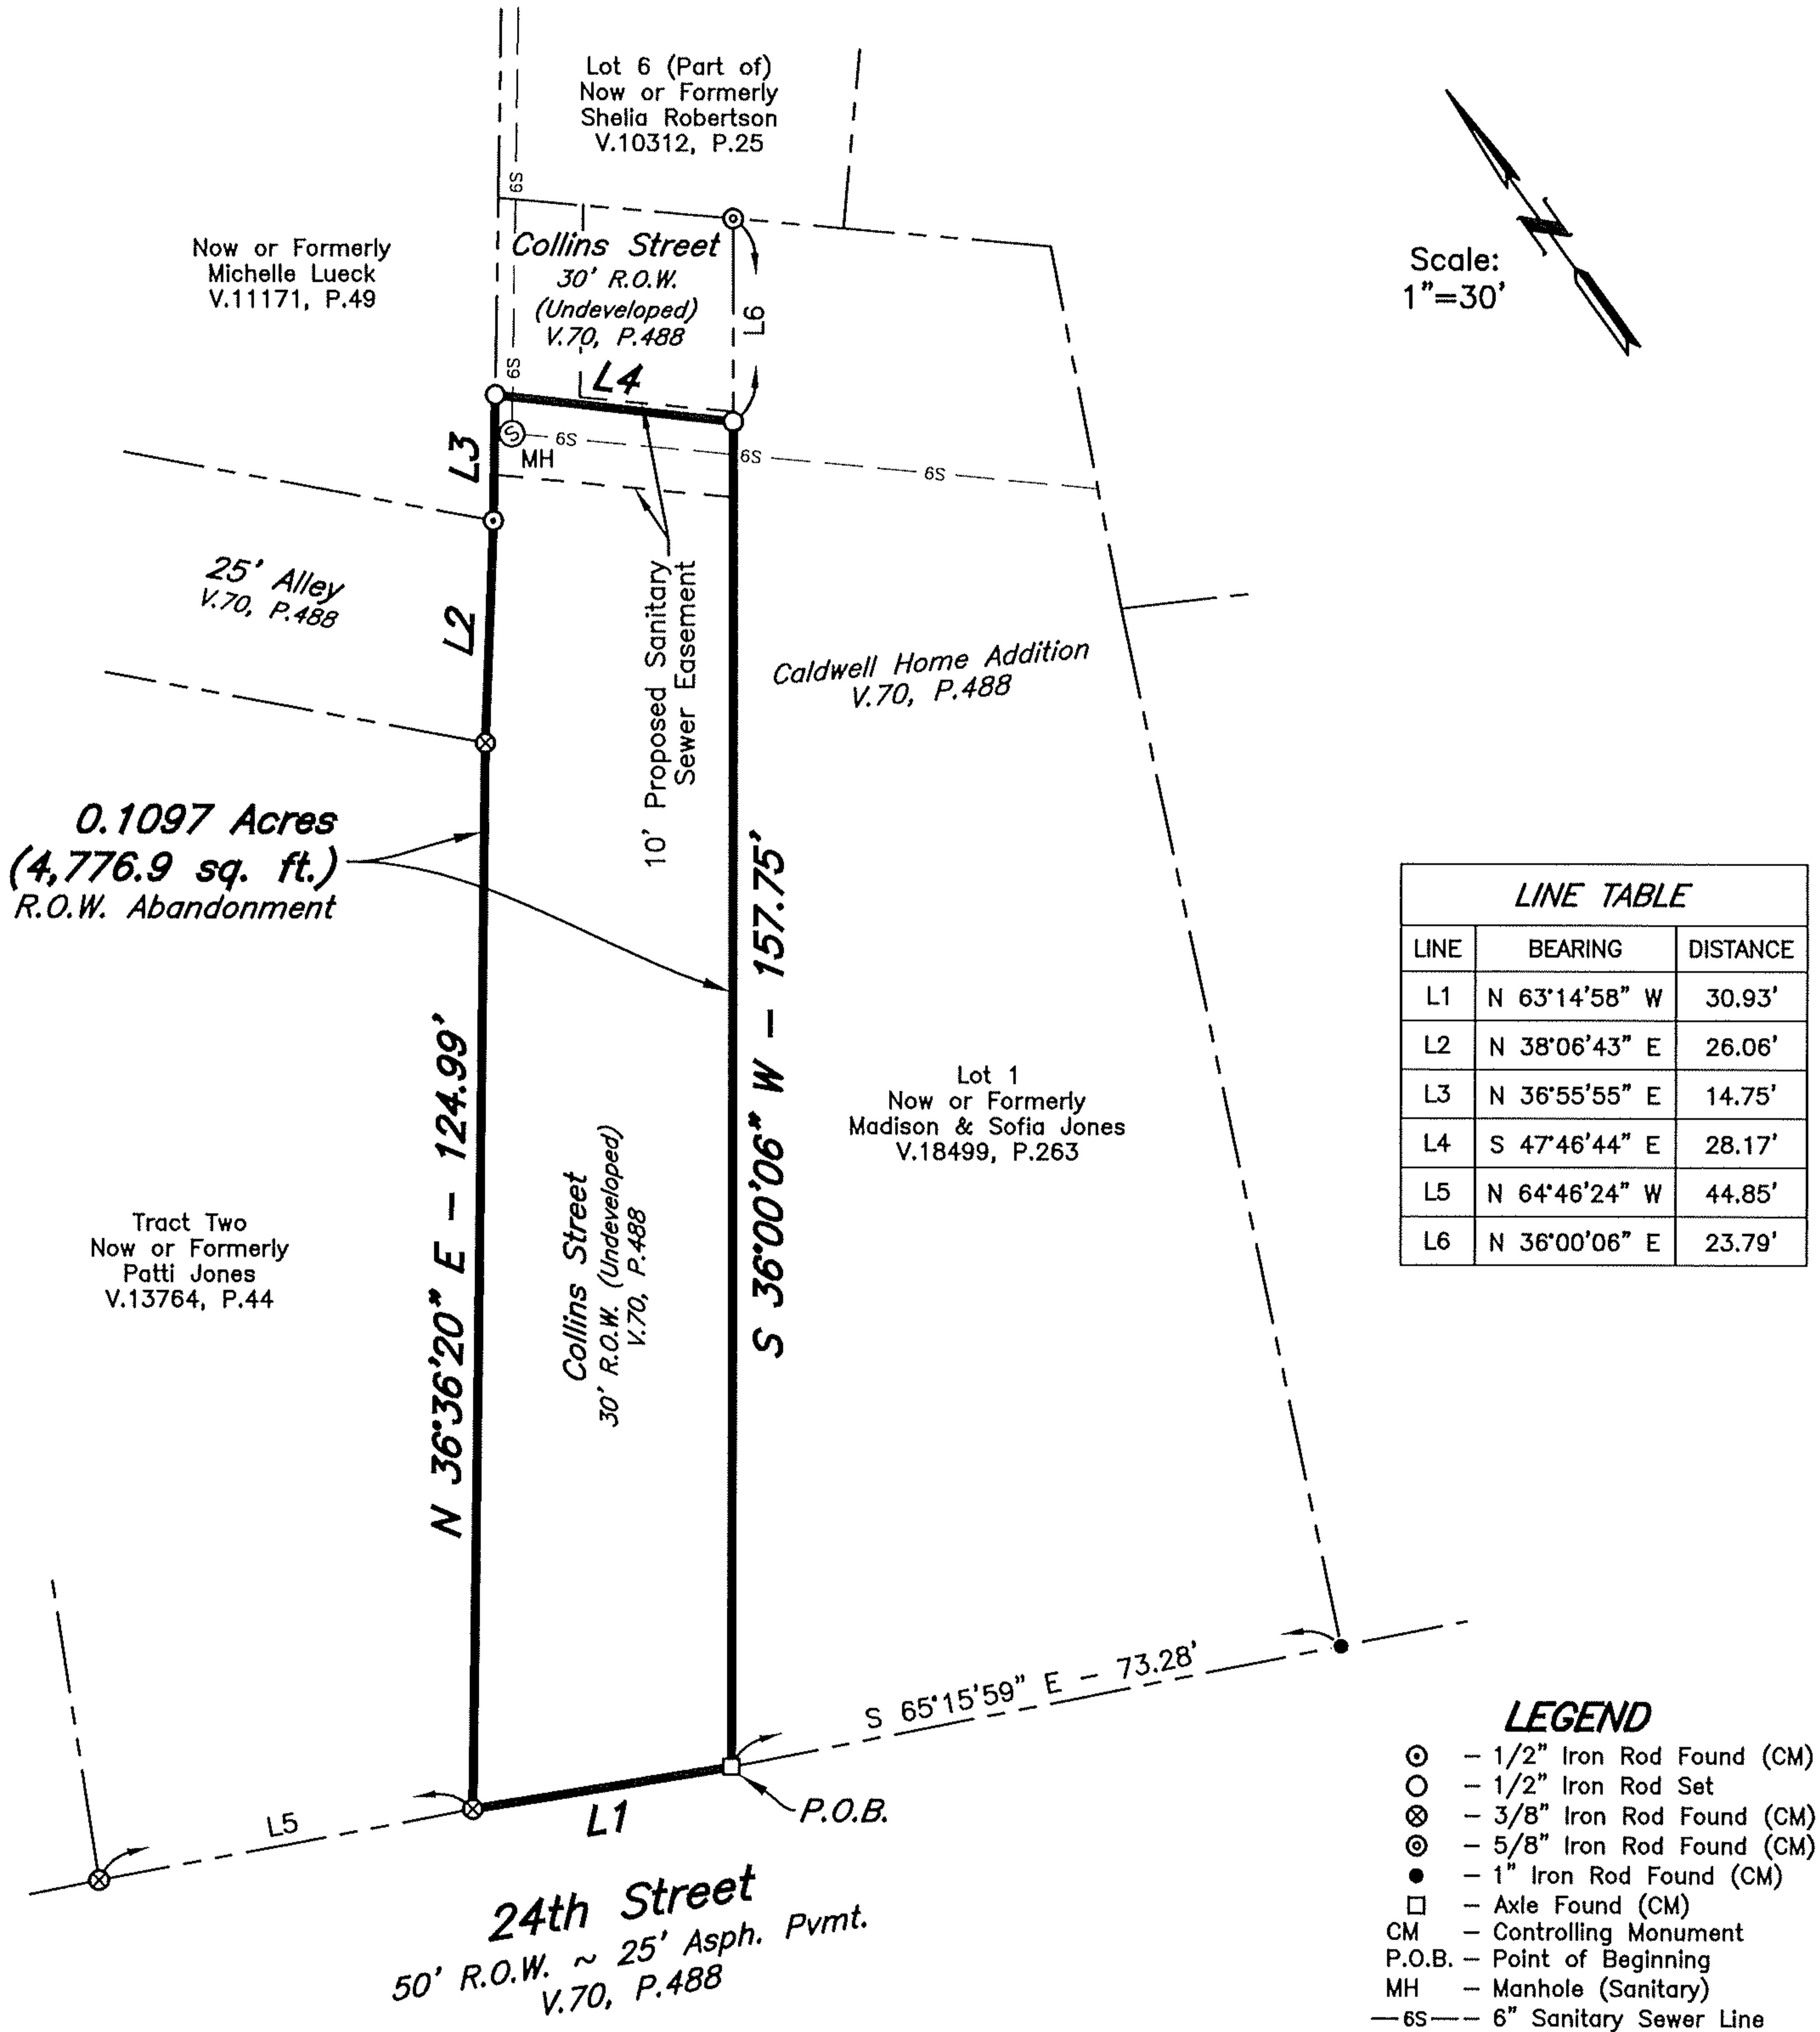 Lot 6 (Part of)
Now or Formerly
Shelia Robertson
V.10312, P.25
6S
Now or Formerly
Michelle Lueck
V.11171, P.49
Collins Street
30' R.O.W.
(Undeveloped)
V.70, P.488
L6
6S
L4
Scale:
1"=30'
L3
S
MH
6S
6S
6S
25' Alley
V.70, P.488
L2
10' Proposed Sanitary
Sewer Easement
Caldwell Home Addition
V.70, P.488
0.1097 Acres
(4,776.9 sq. ft.)
R.O.W. Abandonment
N 36°36'20" E - 124.99'
S 36°00'06" W - 157.75'
Collins Street
30' R.O.W. (Undeveloped)
V.70, P.488
Lot 1
Now or Formerly
Madison & Sofia Jones
V.18499, P.263
Tract Two
Now or Formerly
Patti Jones
V.13764, P.44
LINE TABLE
LINE BEARING DISTANCE
L1 N 63°14'58" W 30.93'
L2 N 38°06'43" E 26.06'
L3 N 36°55'55" E 14.75'
L4 S 47°46'44" E 28.17'
L5 N 64°46'24" W 44.85'
L6 N 36°00'06" E 23.79'
S 65°15'59" E - 73.28'
L5
L1
P.O.B.
24th Street
50' R.O.W. ~ 25' Asph. Pvmt.
V.70, P.488
LEGEND
- 1/2" Iron Rod Found (CM)
- 1/2" Iron Rod Set
- 3/8" Iron Rod Found (CM)
- 5/8" Iron Rod Found (CM)
- 1" Iron Rod Found (CM)
- Axle Found (CM)
CM - Controlling Monument
P.O.B. - Point of Beginning
MH - Manhole (Sanitary)
—6S—— 6" Sanitary Sewer Line